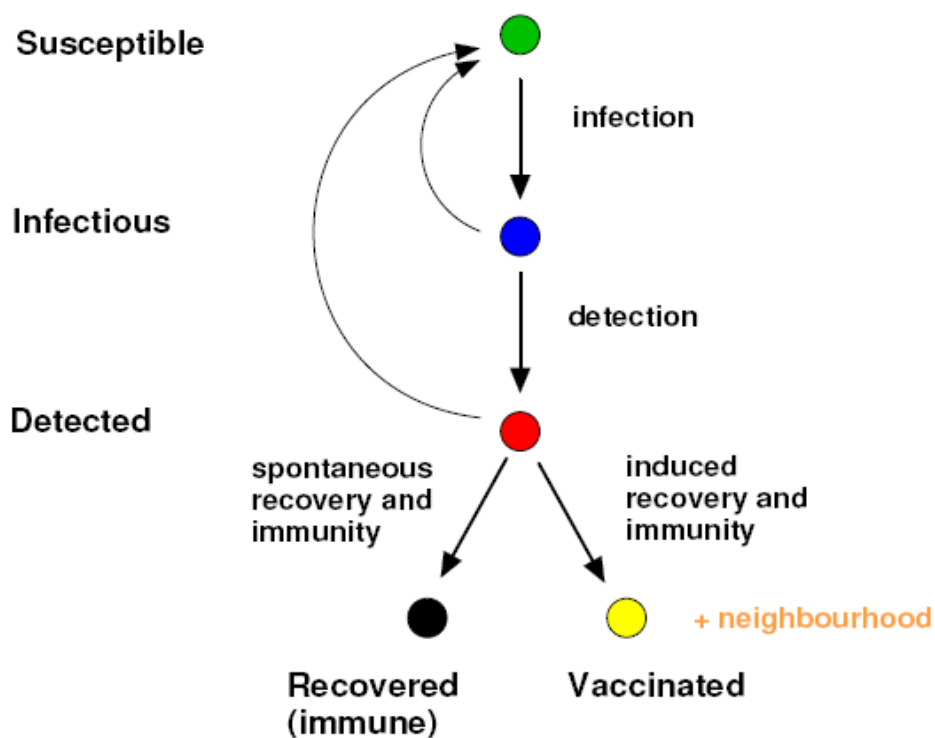 Susceptible
infection
Infectious
detection
Detected
spontaneous
recovery and
immunity
induced
recovery and
immunity
+ neighbourhood
Recovered
(immune)
Vaccinated